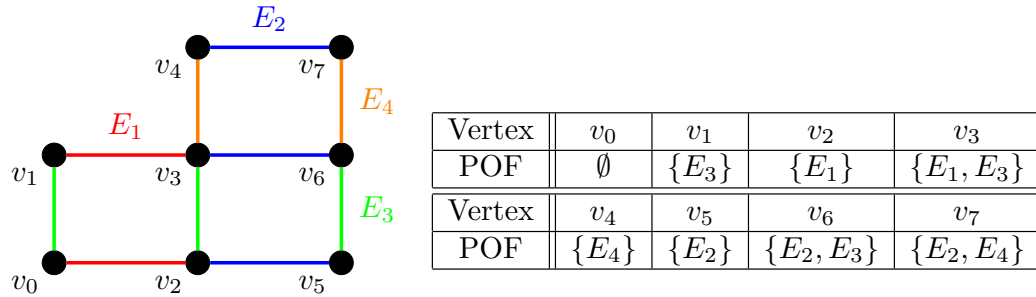 E₂
v₄ v₇
E₁ E₄
v₁ v₃ v₆
E₃
v₀ v₂ v₅
Vertex v₀ v₁ v₂ v₃
POF ∅ {E₃} {E₁} {E₁, E₃}
Vertex v₄ v₅ v₆ v₇
POF {E₄} {E₂} {E₂, E₃} {E₂, E₄}